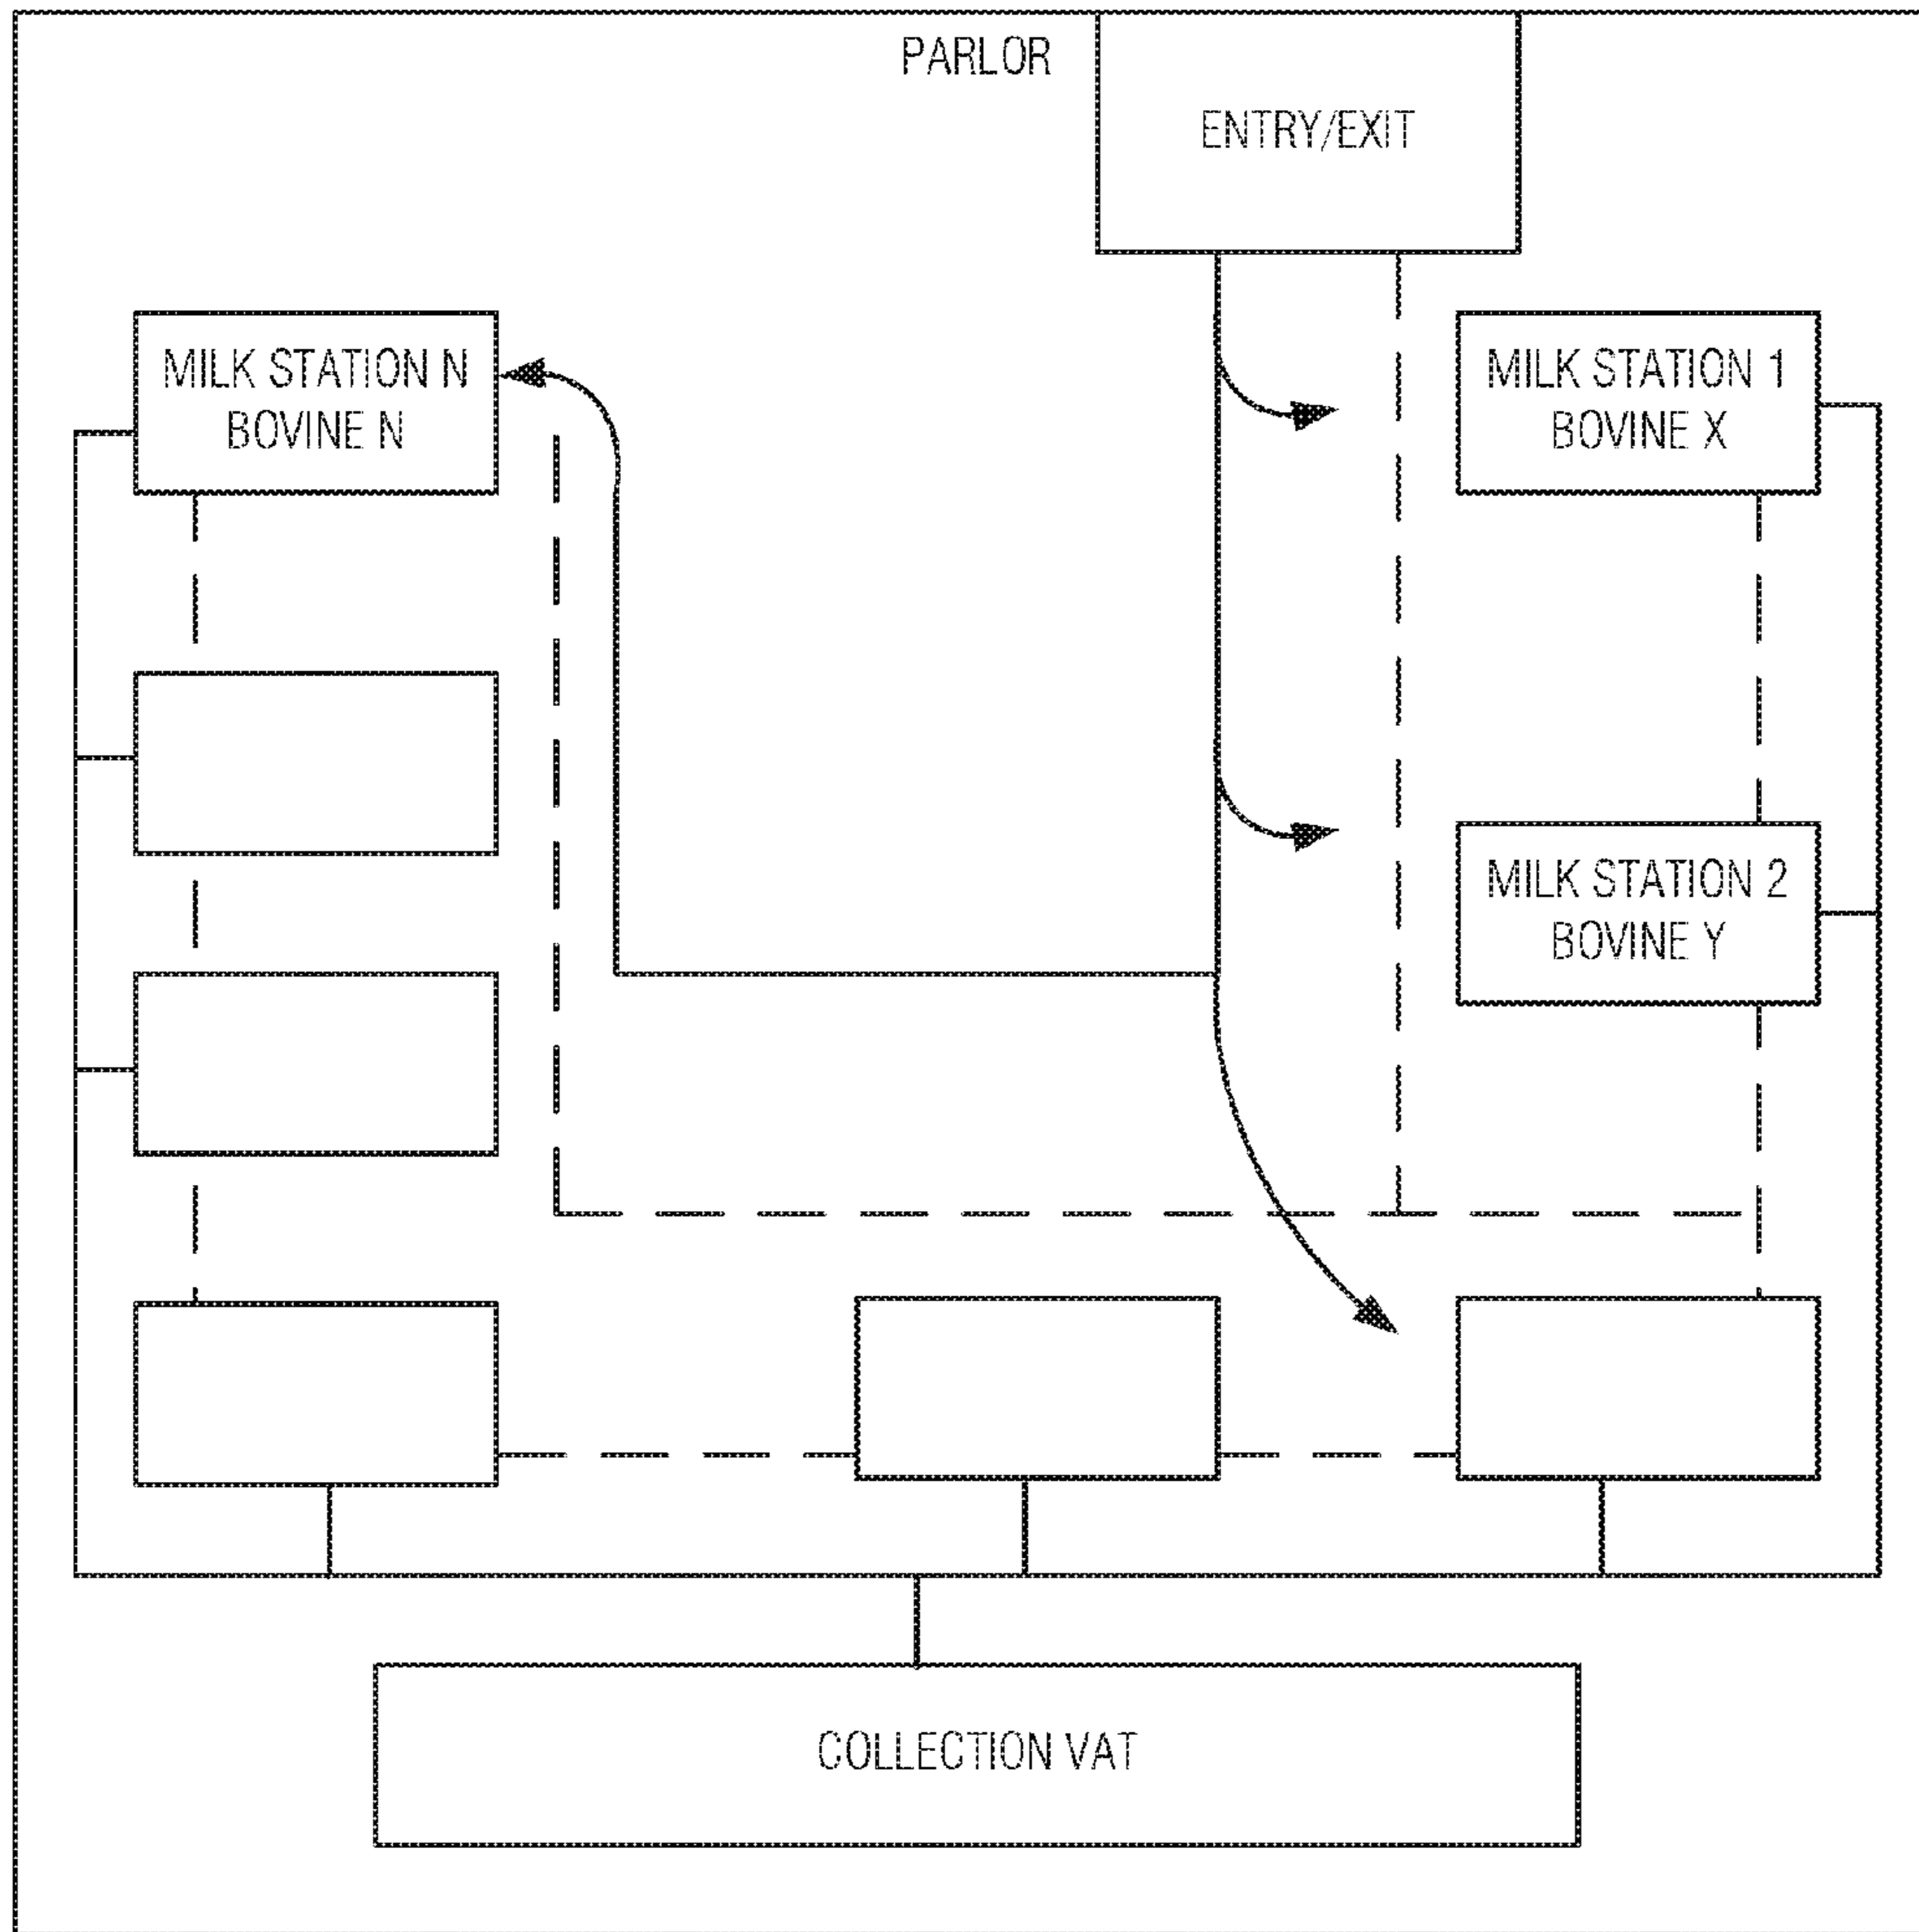 PARLOR
ENTRY/EXIT
MILK STATION N
BOVINE N
MILK STATION 1
BOVINE X
MILK STATION 2
BOVINE Y
COLLECTION VAT